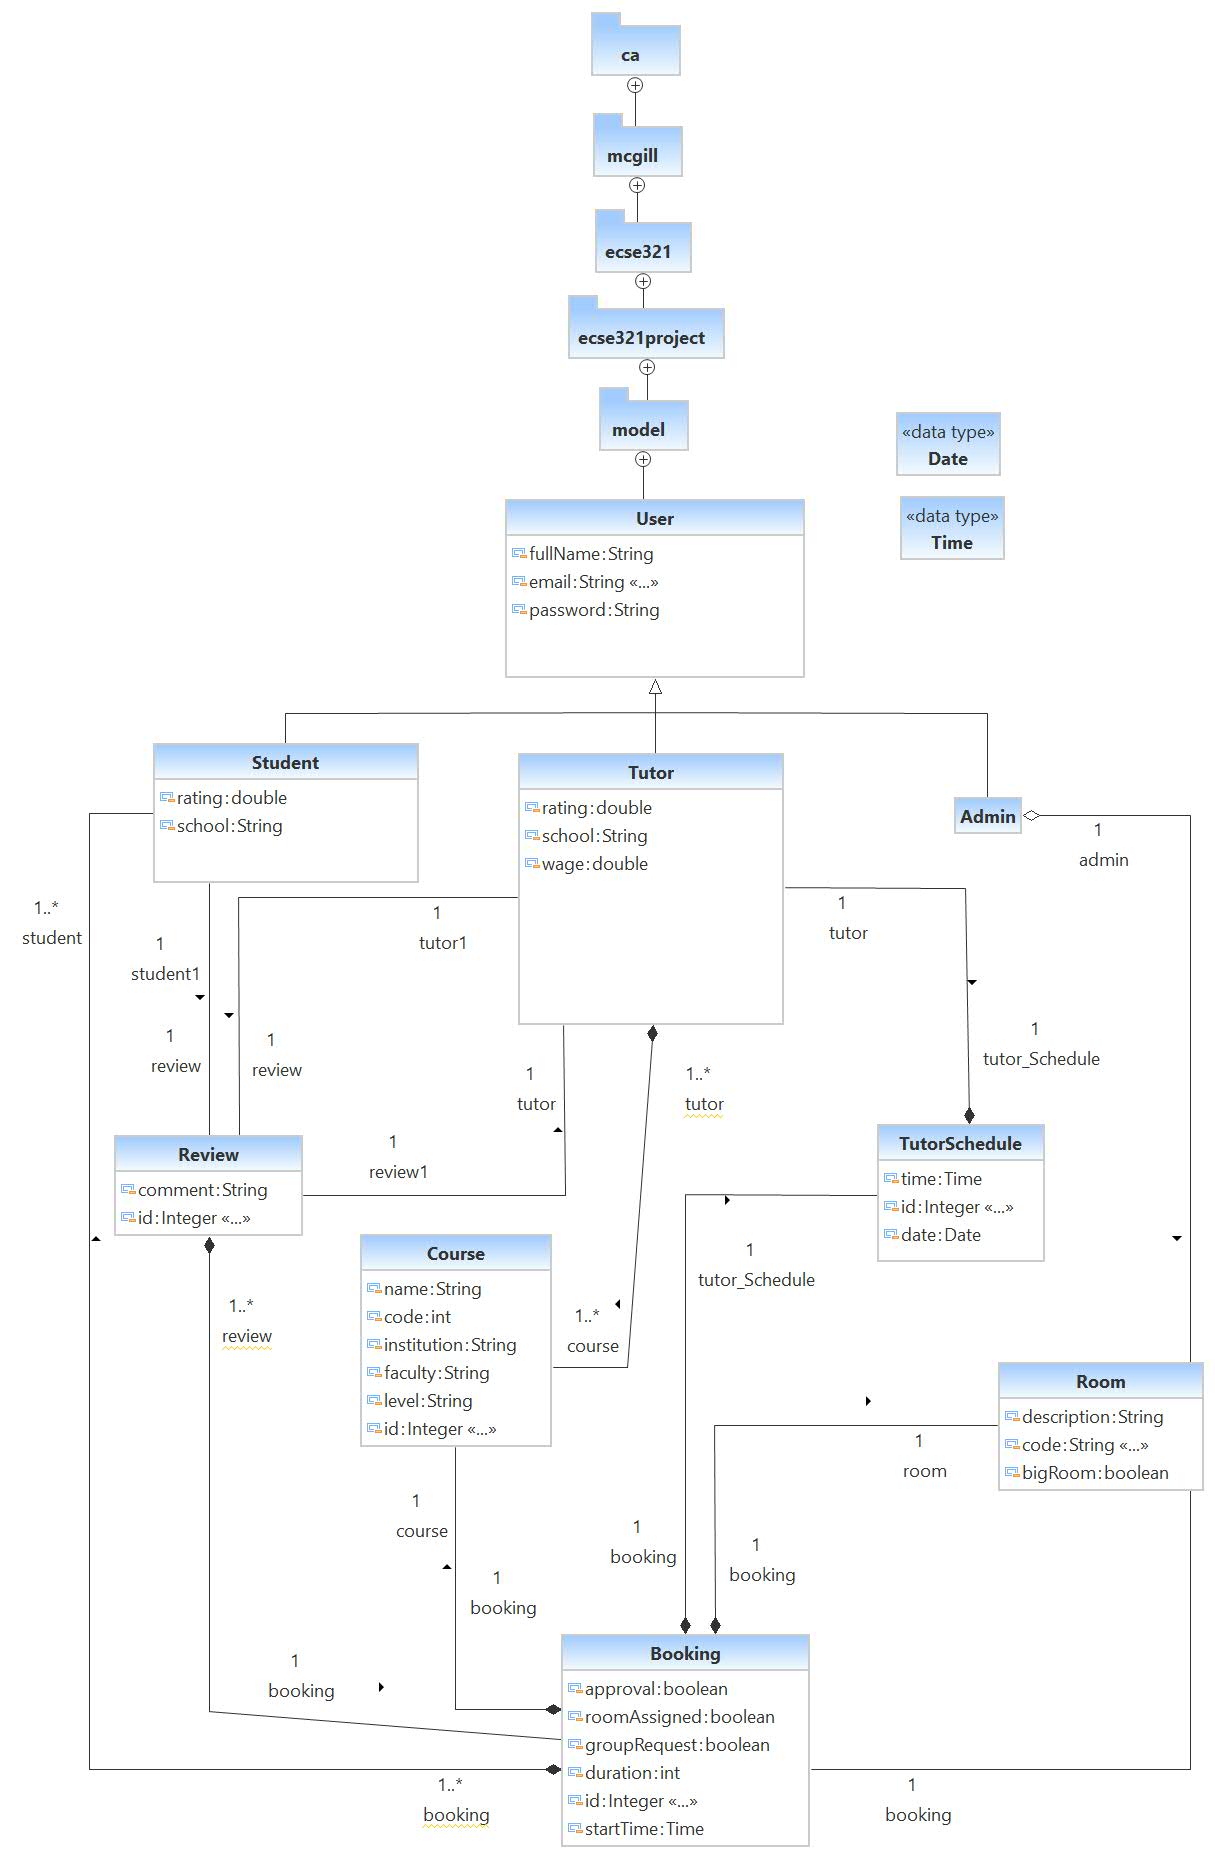 ca
mcgill
ecse321
ecse321project
model
«data type»
Date
«data type»
Time
User
fullName:String
email:String «...»
password:String
Student
rating:double
school:String
Tutor
rating:double
school:String
wage:double
Admin
1
admin
1..*
student
1
student1
1
tutor1
1
tutor
1
review
1
review
1
tutor
1..*
tutor
1
tutor_Schedule
Review
comment:String
id:Integer «...»
1
review1
TutorSchedule
time:Time
id:Integer «...»
date:Date
1..*
review
Course
name:String
code:int
institution:String
faculty:String
level:String
id:Integer «...»
1..*
course
1
tutor_Schedule
Room
description:String
code:String «...»
bigRoom:boolean
1
room
1
course
1
booking
1
booking
1
booking
1
booking
Booking
approval:boolean
roomAssigned:boolean
groupRequest:boolean
duration:int
id:Integer «...»
startTime:Time
1..*
booking
1
booking